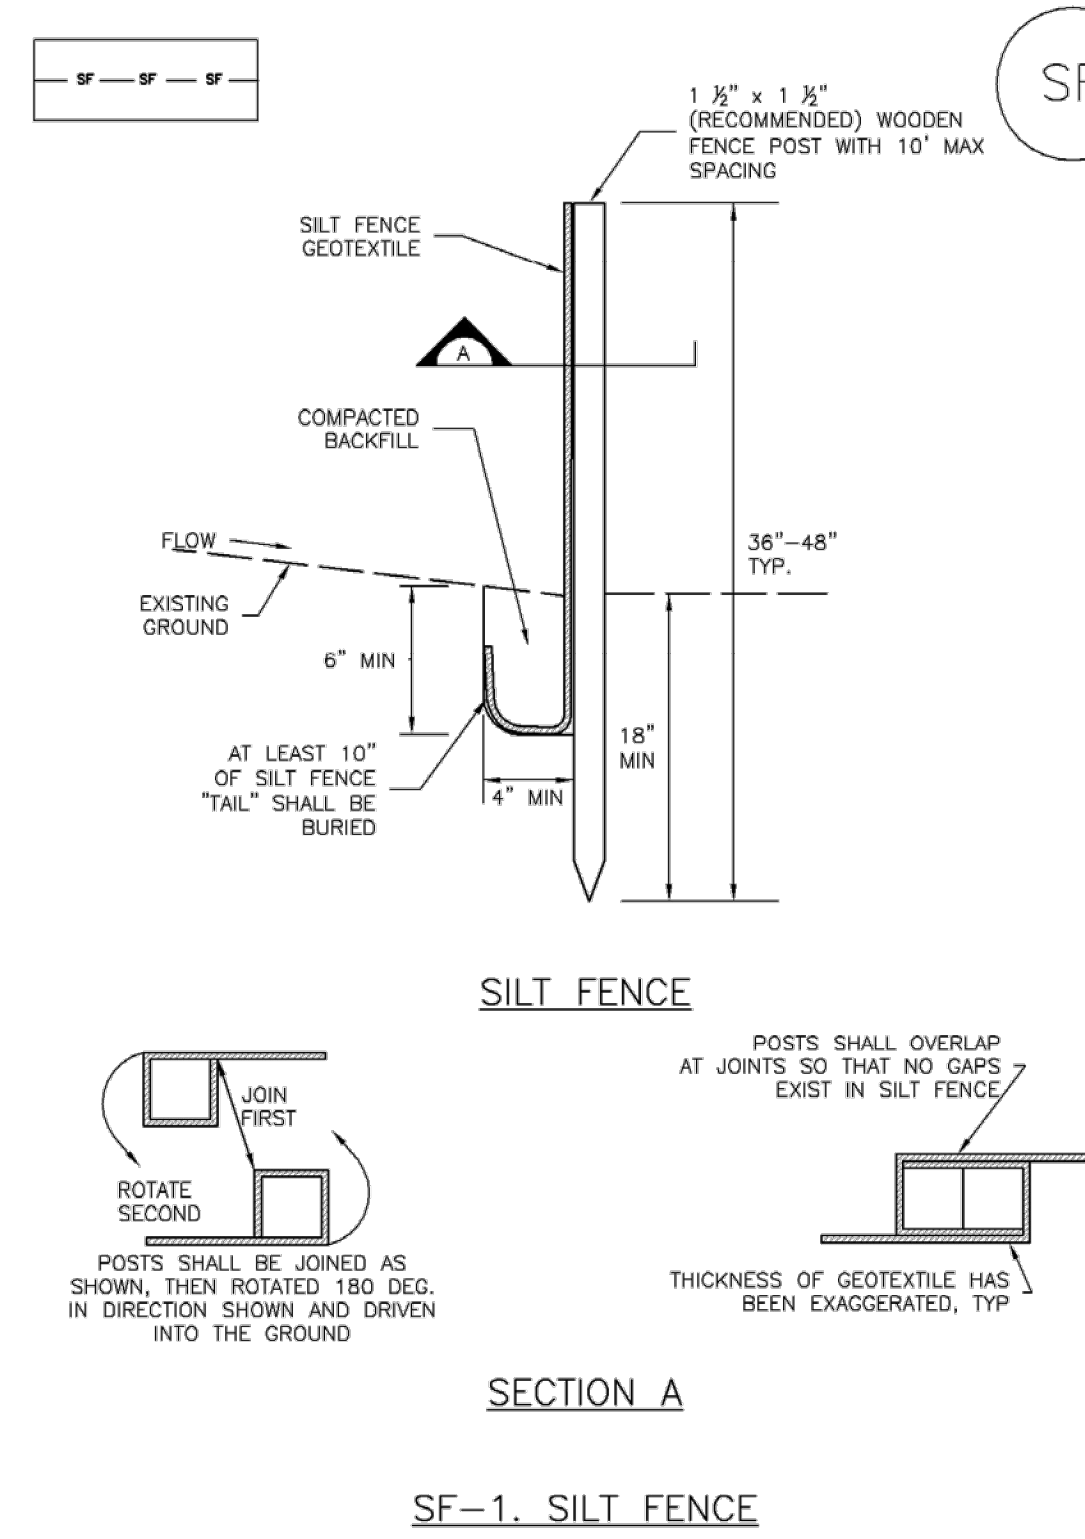 SF SF SF
SF
1 ½" x 1 ½"
(RECOMMENDED) WOODEN
FENCE POST WITH 10' MAX
SPACING
SILT FENCE
GEOTEXTILE
A
COMPACTED
BACKFILL
FLOW
36"-48"
TYP.
EXISTING
GROUND
6" MIN
18"
MIN
AT LEAST 10"
OF SILT FENCE
"TAIL" SHALL BE
BURIED
4" MIN
SILT FENCE
POSTS SHALL OVERLAP
AT JOINTS SO THAT NO GAPS
EXIST IN SILT FENCE
JOIN
FIRST
ROTATE
SECOND
POSTS SHALL BE JOINED AS
SHOWN, THEN ROTATED 180 DEG.
IN DIRECTION SHOWN AND DRIVEN
INTO THE GROUND
THICKNESS OF GEOTEXTILE HAS
BEEN EXAGGERATED, TYP
SECTION A
SF-1. SILT FENCE